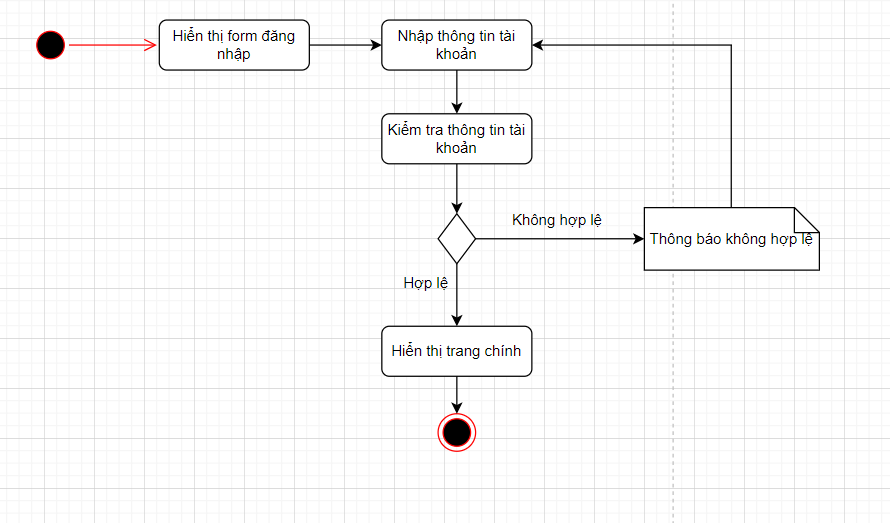 Hiển thị form đăng
nhập
Nhập thông tin tài
khoản
Kiểm tra thông tin tài
khoản
Không hợp lệ
Thông báo không hợp lệ
Hợp lệ
Hiển thị trang chính